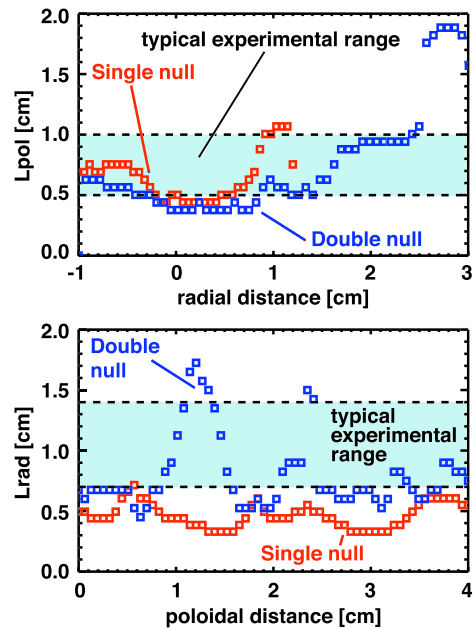 2.0
typical experimental range
Single null
1.5
Lpol [cm]
1.0
0.5
Double null
0.0
-1 0 1 2 3
radial distance [cm]
2.0
Double
null
1.5
typical
experimental
range
Lrad [cm]
1.0
0.5
Single null
0.0
0 1 2 3 4
poloidal distance [cm]